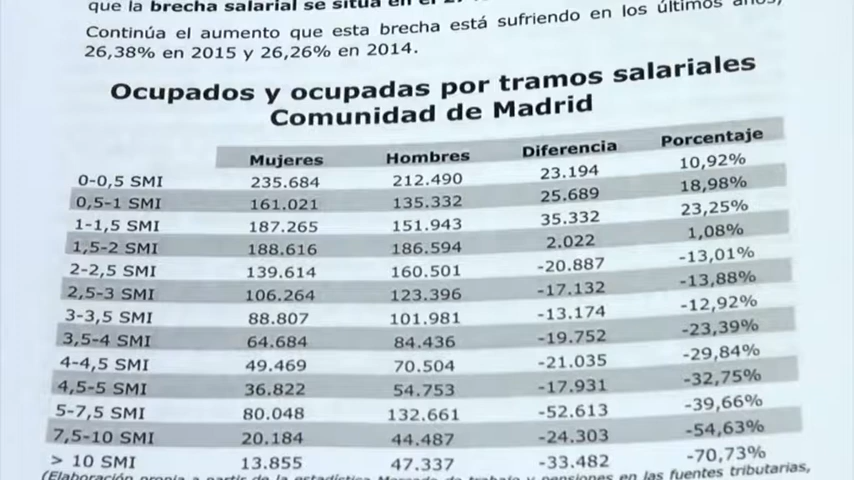 que la brecha salarial se sitúa en el
Continúa el aumento que esta brecha está sufriendo en los últimos años,
26,38% en 2015 y 26,26% en 2014.
Ocupados y ocupadas por tramos salariales
Comunidad de Madrid
Mujeres Hombres Diferencia Porcentaje
0-0,5 SMI 235.684 212.490 23.194 10,92%
0,5-1 SMI 161.021 135.332 25.689 18,98%
1-1,5 SMI 187.265 151.943 35.332 23,25%
1,5-2 SMI 188.616 186.594 2.022 1,08%
2-2,5 SMI 139.614 160.501 -20.887 -13,01%
2,5-3 SMI 106.264 123.396 -17.132 -13,88%
3-3,5 SMI 88.807 101.981 -13.174 -12,92%
3,5-4 SMI 64.684 84.436 -19.752 -23,39%
4-4,5 SMI 49.469 70.504 -21.035 -29,84%
4,5-5 SMI 36.822 54.753 -17.931 -32,75%
5-7,5 SMI 80.048 132.661 -52.613 -39,66%
7,5-10 SMI 20.184 44.487 -24.303 -54,63%
> 10 SMI 13.855 47.337 -33.482 -70,73%
(Elaboración propia a partir de la estadística Mercado de trabajo y pensiones en las fuentes tributarias,